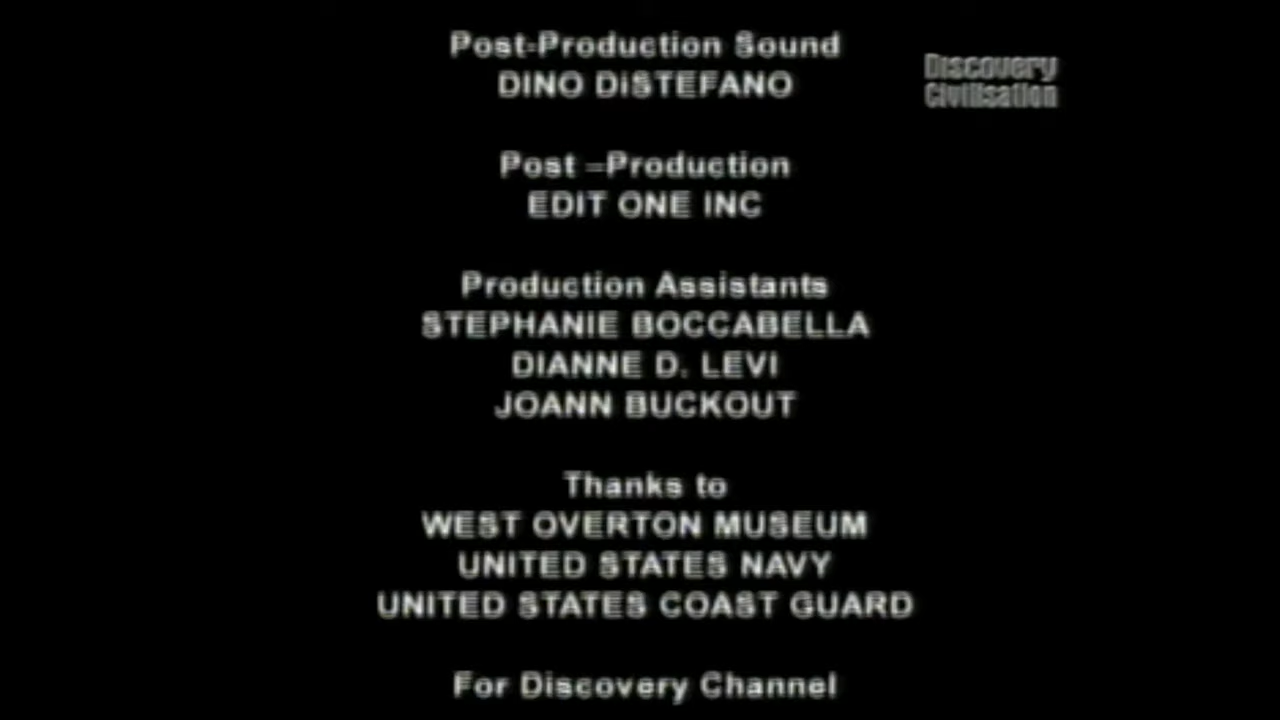 Post-Production Sound
DINO DiSTEFANO
Discovery
Civilisation
Post –Production
EDIT ONE INC
Production Assistants
STEPHANIE BOCCABELLA
DIANNE D. LEVI
JOANN BUCKOUT
Thanks to
WEST OVERTON MUSEUM
UNITED STATES NAVY
UNITED STATES COAST GUARD
For Discovery Channel